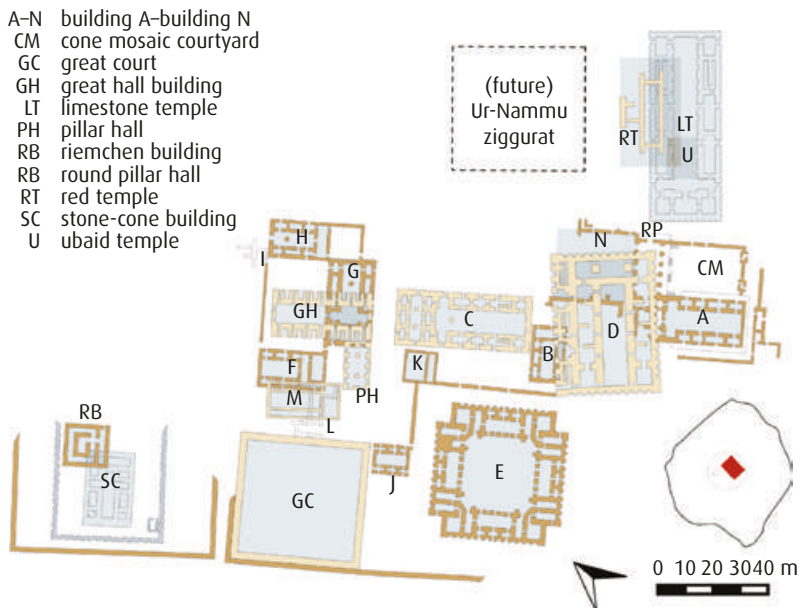 A–N building A–building N
CM cone mosaic courtyard
GC great court
GH great hall building
LT limestone temple
PH pillar hall
RB riemchen building
RB round pillar hall
RT red temple
SC stone-cone building
U ubaid temple
(future)
Ur-Nammu
ziggurat
RT
LT
U
H
I
G
GH
N
RP
CM
C
A
D
B
K
F
M
PH
L
RB
SC
GC
J
E
0 10 20 30 40 m